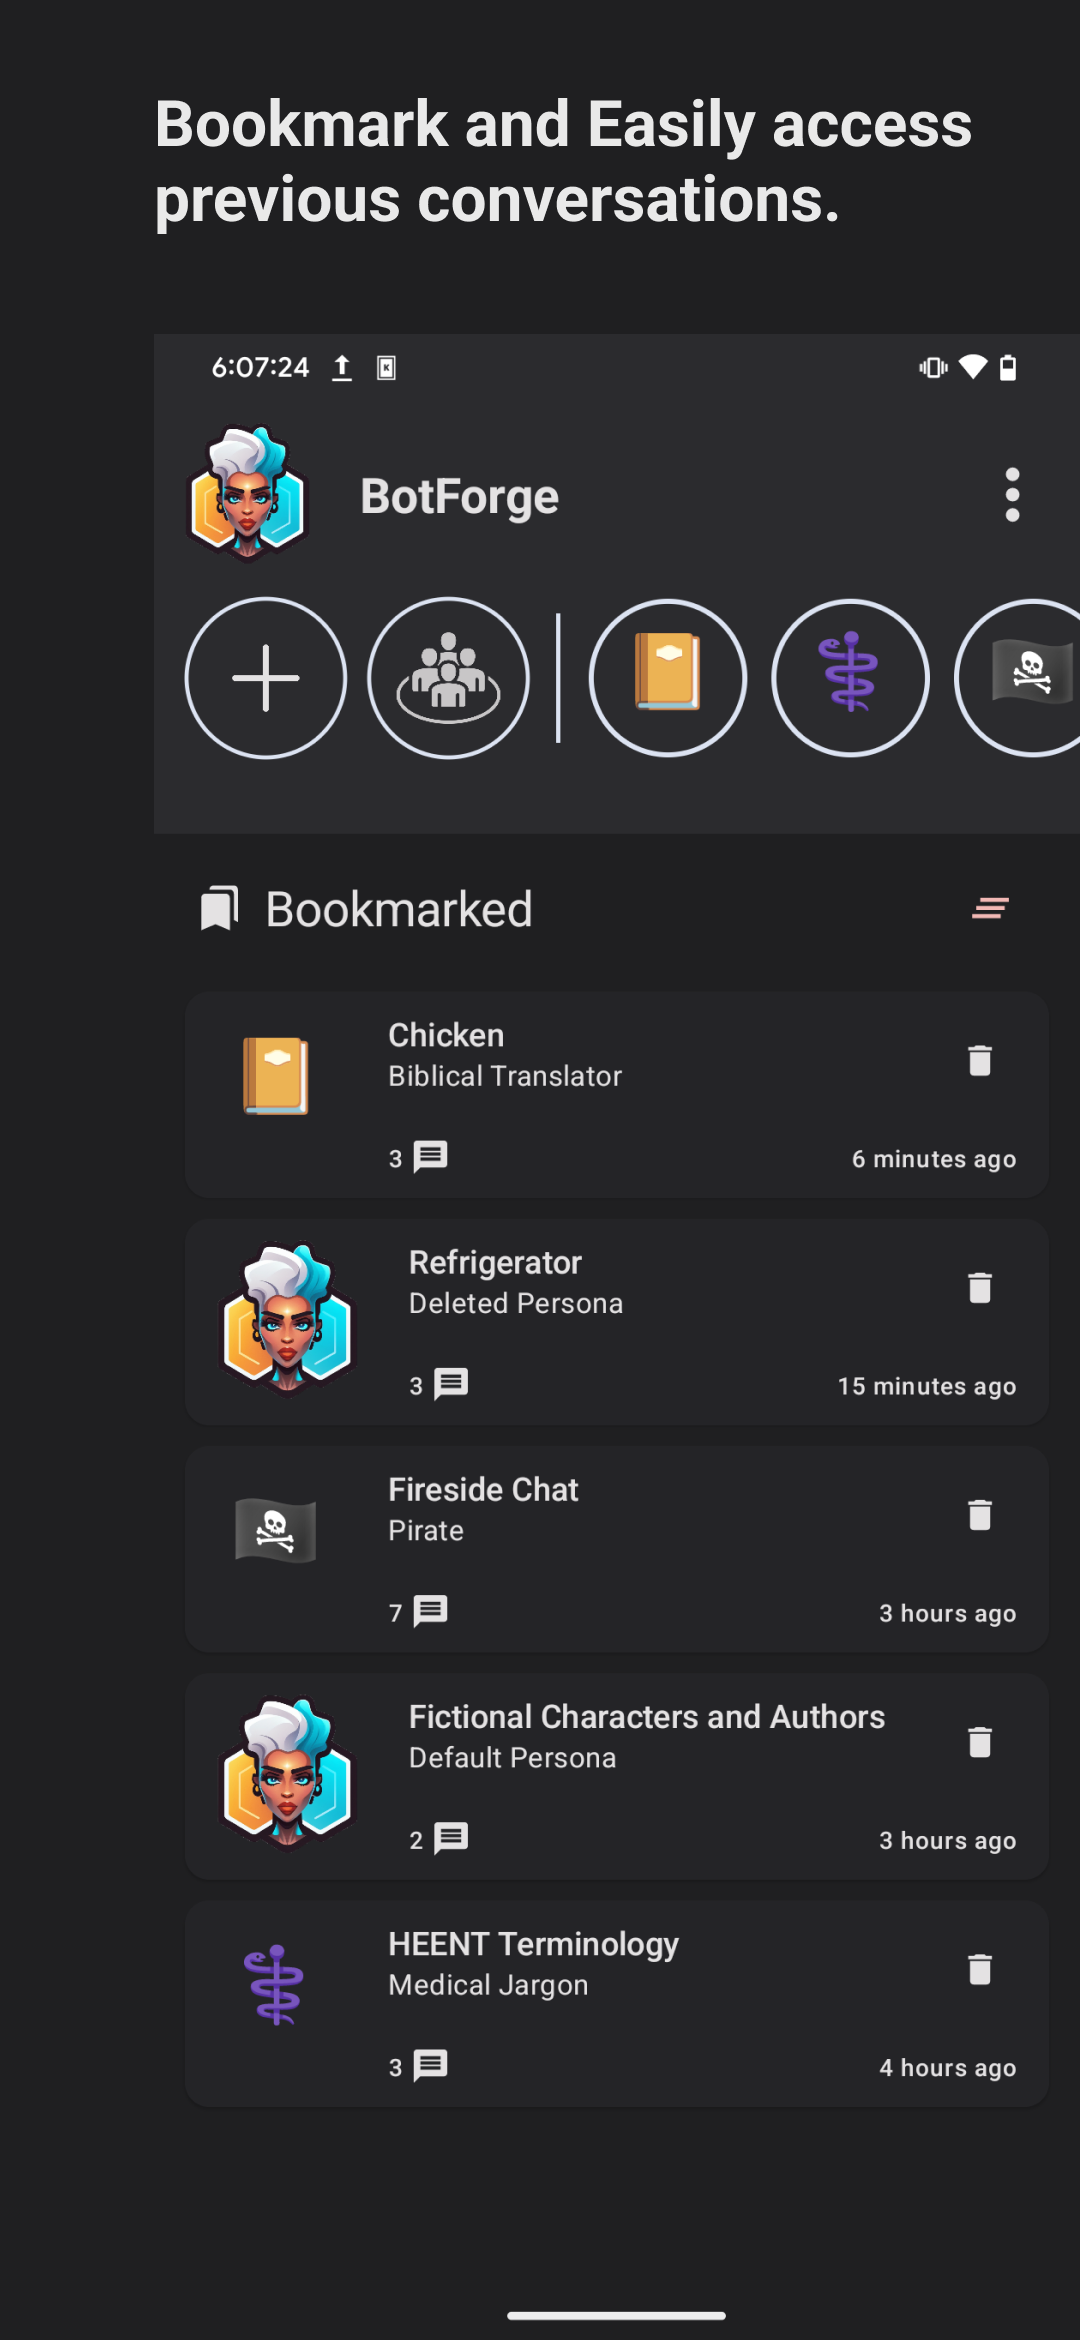 Bookmark and Easily access
previous conversations.
6:07:24
K
BotForge
Bookmarked
Chicken
Biblical Translator
3
6 minutes ago
Refrigerator
Deleted Persona
3
15 minutes ago
Fireside Chat
Pirate
7
3 hours ago
Fictional Characters and Authors
Default Persona
2
3 hours ago
HEENT Terminology
Medical Jargon
3
4 hours ago